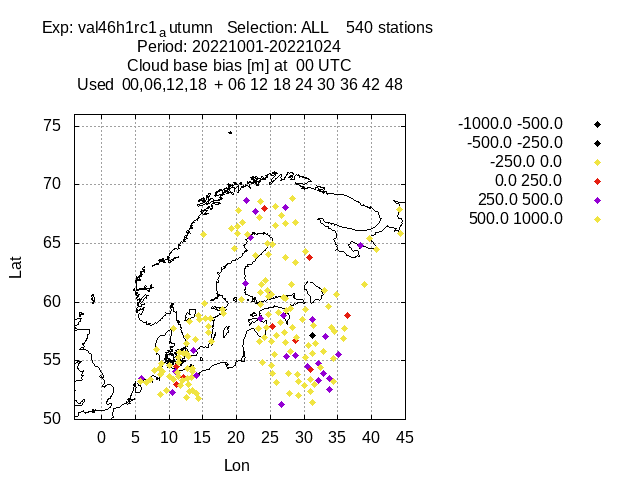 Exp: val46h1rc1autumn   Selection: ALL    540 stations
Period: 20221001-20221024
Cloud base bias [m] at  00 UTC
Used  00,06,12,18  + 06 12 18 24 30 36 42 48
-1000.0 -500.0
-500.0 -250.0
-250.0 0.0
0.0 250.0
250.0 500.0
500.0 1000.0
75
70
65
60
55
50
Lat
0 5 10 15 20 25 30 35 40 45
Lon